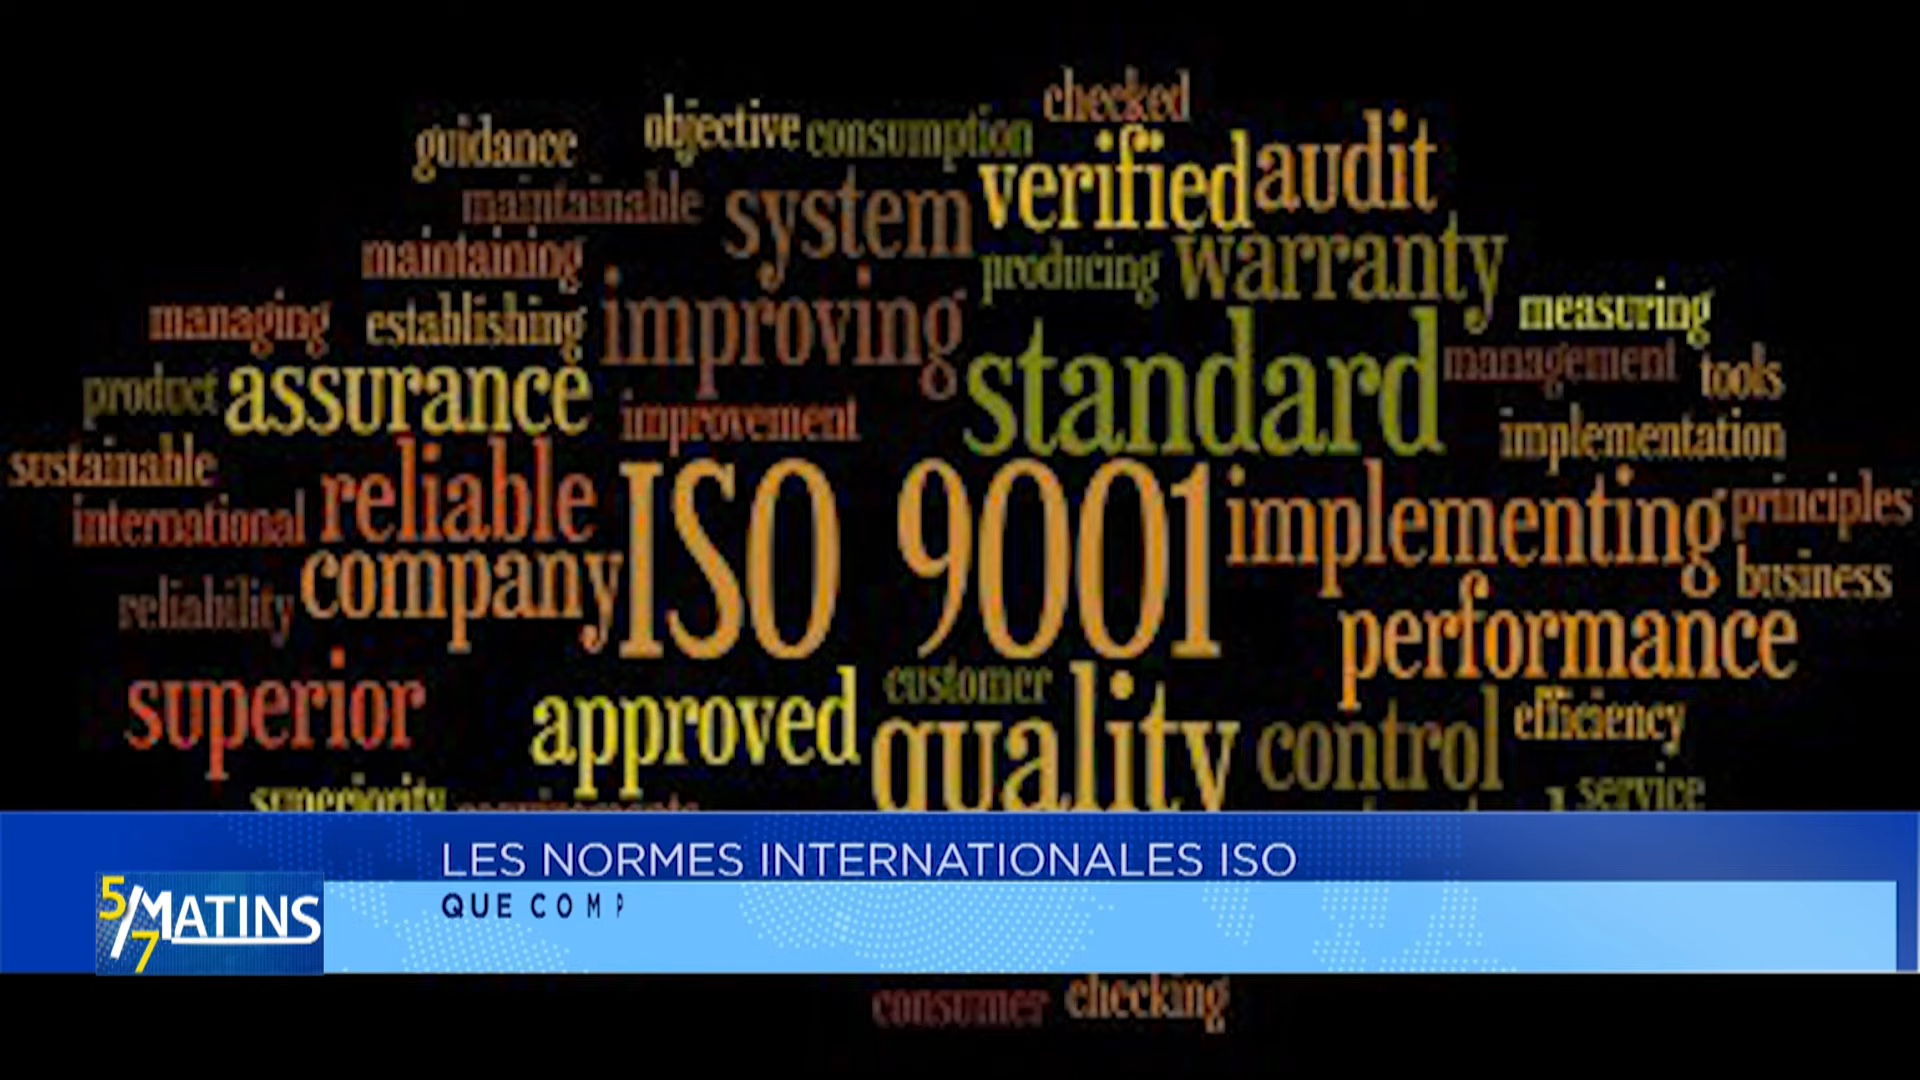 checked
guidance objective consumption
verified audit
maintainable system
maintaining producing warranty
managing establishing improving measuring
product assurance standard management tools
improvement implementation
sustainable reliable
international ISO 9001 implementing principles
reliability company business
performance
superior approved customer efficiency
quality control
superiority service
LES NORMES INTERNATIONALES ISO
QUE COMP
5/7 MATINS
consumer checking